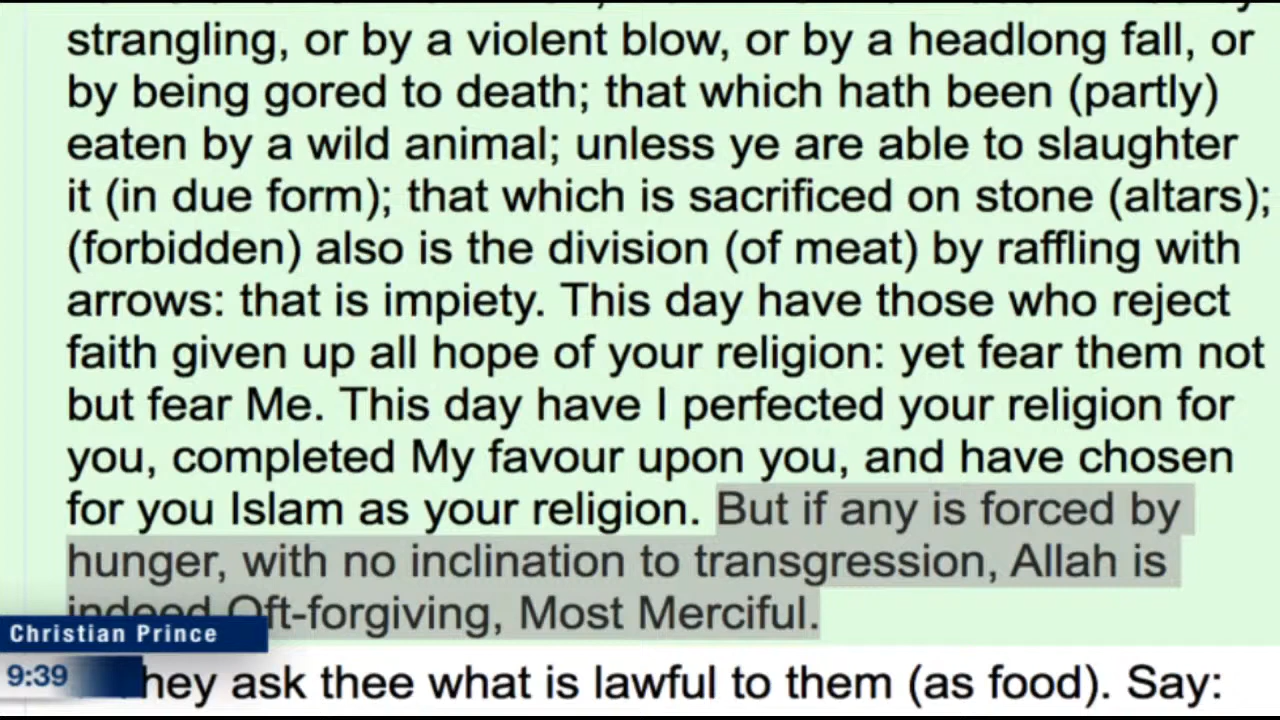 strangling, or by a violent blow, or by a headlong fall, or
by being gored to death; that which hath been (partly)
eaten by a wild animal; unless ye are able to slaughter
it (in due form); that which is sacrificed on stone (altars);
(forbidden) also is the division (of meat) by raffling with
arrows: that is impiety. This day have those who reject
faith given up all hope of your religion: yet fear them not
but fear Me. This day have I perfected your religion for
you, completed My favour upon you, and have chosen
for you Islam as your religion. But if any is forced by
hunger, with no inclination to transgression, Allah is
indeed Oft-forgiving, Most Merciful.
Christian Prince
9:39
hey ask thee what is lawful to them (as food). Say: